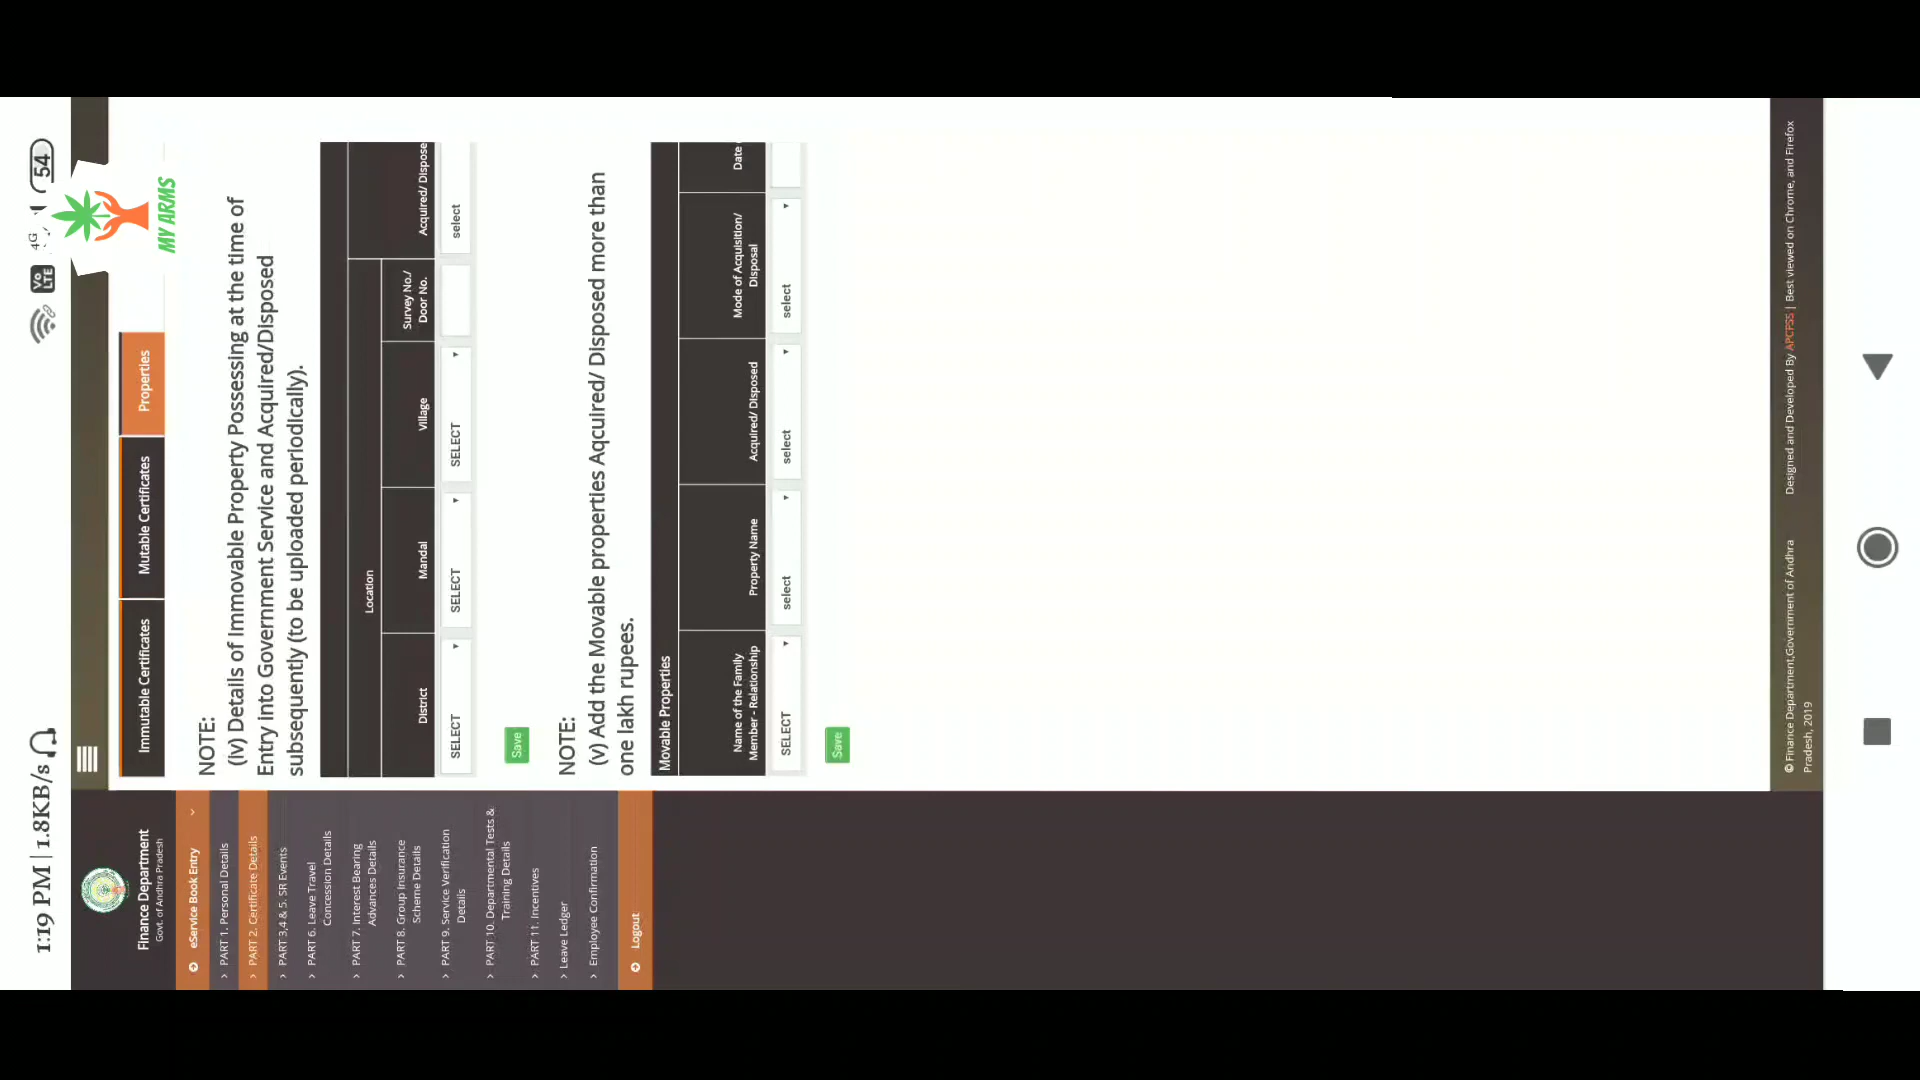 1:19 PM | 1.8KB/s
Vo
LTE
4G
54
MY ARMS
Finance Department
Govt. of Andhra Pradesh
eService Book Entry
PART 1. Personal Details
PART 2. Certificate Details
PART 3,4 & 5. SR Events
PART 6. Leave Travel
Concession Details
PART 7. Interest Bearing
Advances Details
PART 8. Group Insurance
Scheme Details
PART 9. Service Verification
Details
PART 10. Departmental Tests &
Training Details
PART 11. Incentives
Leave Ledger
Employee Confirmation
Logout
Immutable Certificates Mutable Certificates Properties
NOTE:
(iv) Details of Immovable Property Possessing at the time of
Entry into Government Service and Acquired/Disposed
subsequently (to be uploaded periodically).
Location
District Mandal Village Survey No./
Door No. Acquired/ Dispose
SELECT SELECT SELECT select
Save
NOTE:
(v) Add the Movable properties Aqcuired/ Disposed more than
one lakh rupees.
Movable Properties
Name of the Family
Member - Relationship Property Name Acquired/ Disposed Mode of Acquisition/
Disposal Date
SELECT select select select
Save
© Finance Department,Government of Andhra
Pradesh, 2019
Designed and Developed By APCFSS | Best viewed on Chrome, and Firefox